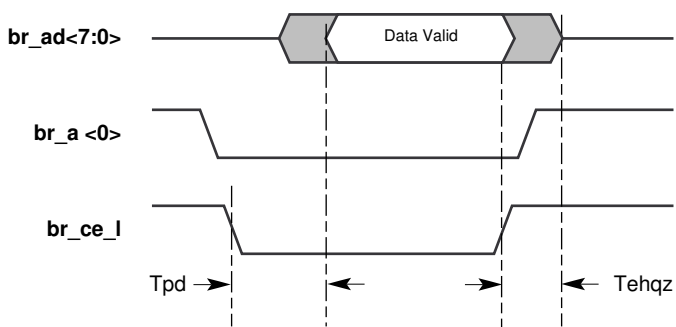 br_ad<7:0>
Data Valid
br_a <0>
br_ce_l
Tpd
Tehqz